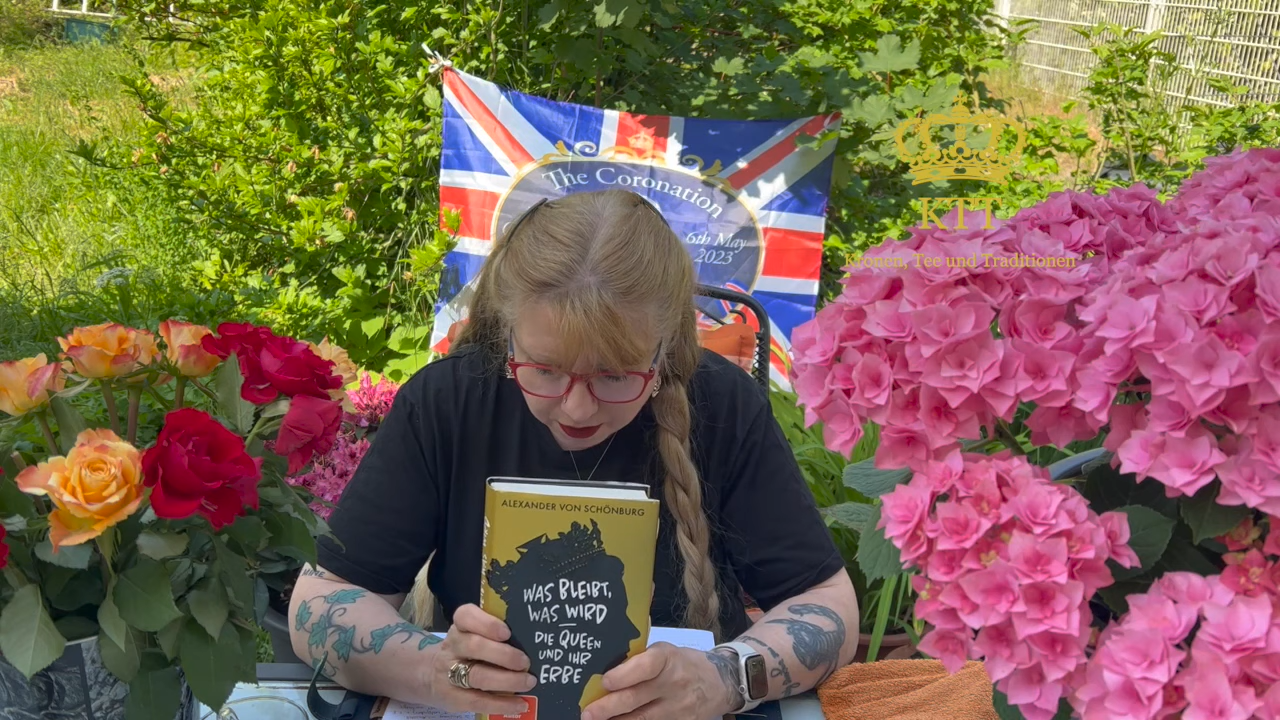 The Coronation
6th May
2023
KTT
Kronen, Tee und Traditionen
ALEXANDER VON SCHÖNBURG
WAS BLEIBT,
WAS WIRD
—
DIE QUEEN
UND IHR
ERBE